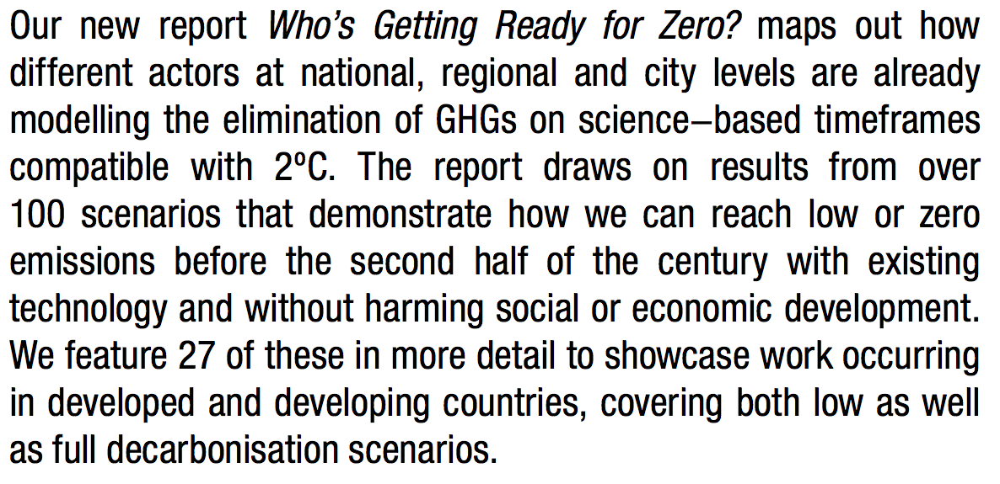 Our new report Who’s Getting Ready for Zero? maps out how
different actors at national, regional and city levels are already
modelling the elimination of GHGs on science–based timeframes
compatible with 2ºC. The report draws on results from over
100 scenarios that demonstrate how we can reach low or zero
emissions before the second half of the century with existing
technology and without harming social or economic development.
We feature 27 of these in more detail to showcase work occurring
in developed and developing countries, covering both low as well
as full decarbonisation scenarios.